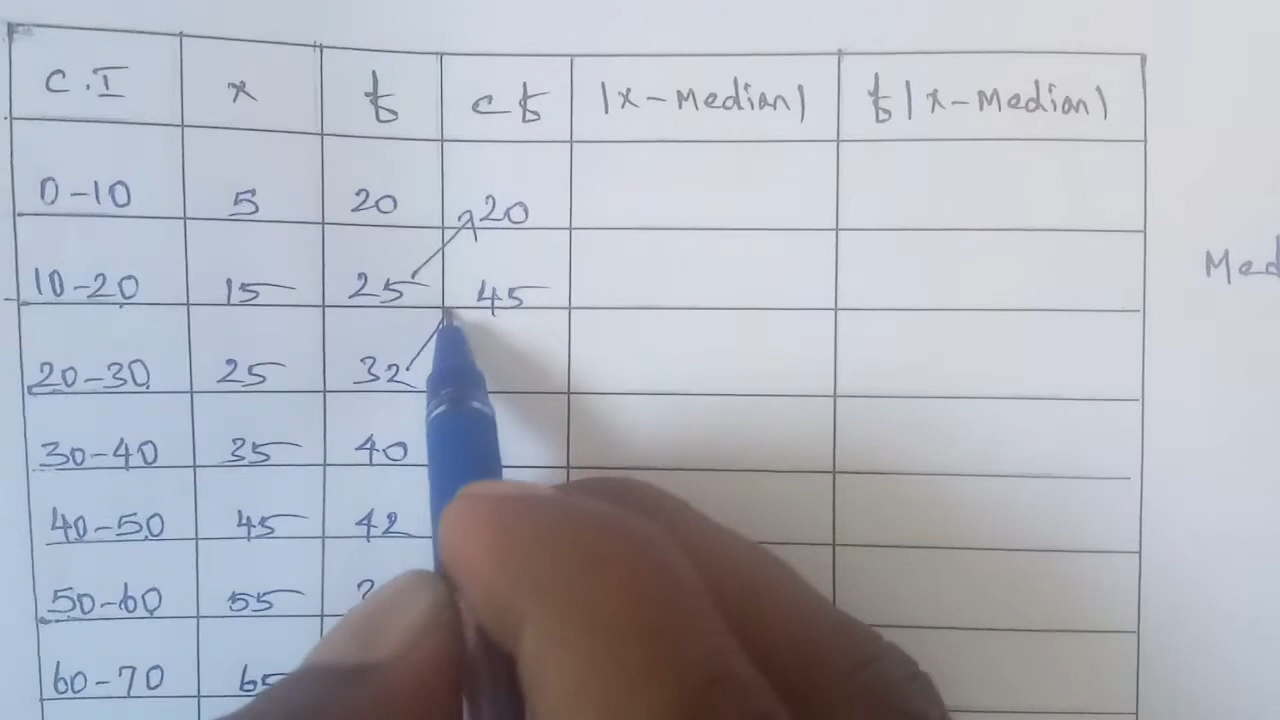 C.I x f cf |x-Median| f|x-Median|
0-10 5 20 20
10-20 15 25 45
Med
20-30 25 32
30-40 35 40
40-50 45 42
50-60 55
60-70 65